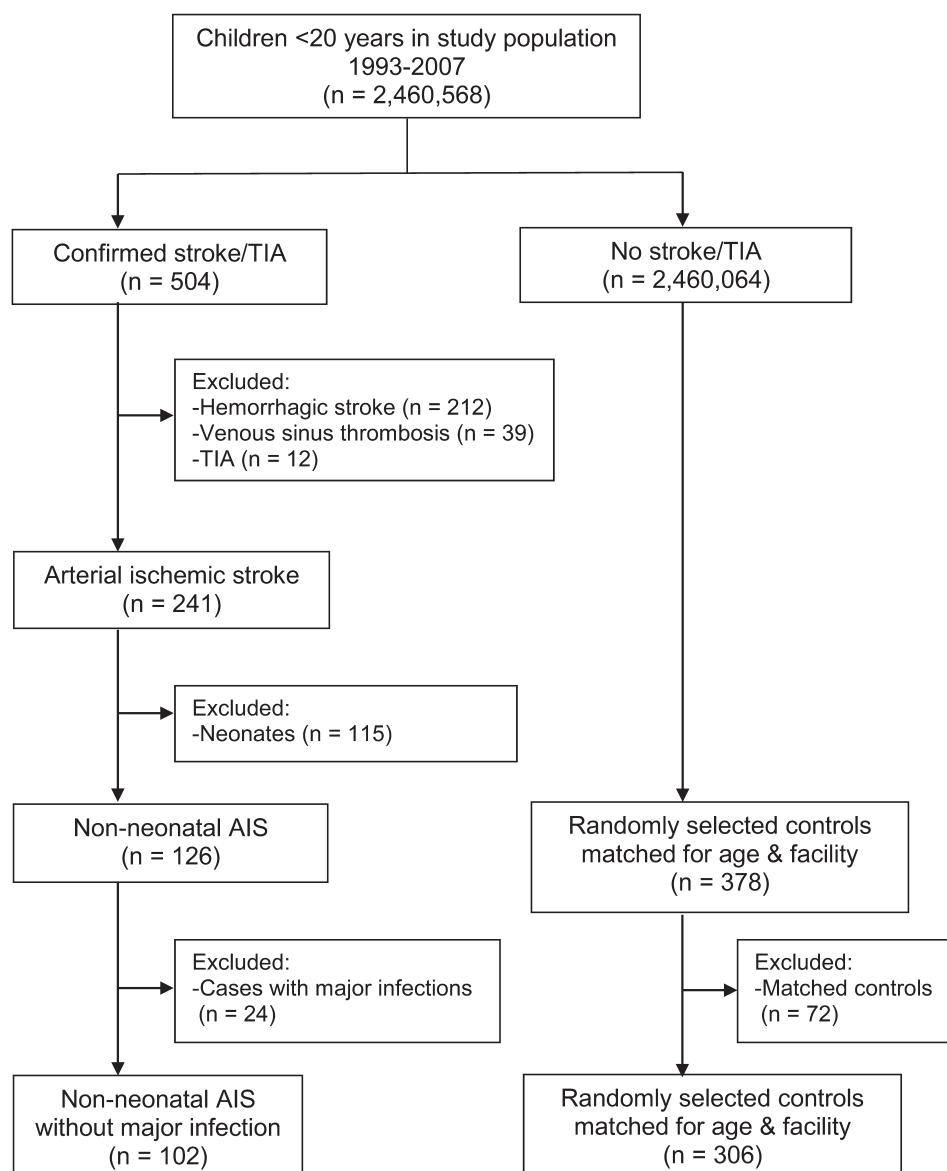 Children <20 years in study population
1993-2007
(n = 2,460,568)
Confirmed stroke/TIA
(n = 504)
No stroke/TIA
(n = 2,460,064)
Excluded:
-Hemorrhagic stroke (n = 212)
-Venous sinus thrombosis (n = 39)
-TIA (n = 12)
Arterial ischemic stroke
(n = 241)
Excluded:
-Neonates (n = 115)
Non-neonatal AIS
(n = 126)
Randomly selected controls
matched for age & facility
(n = 378)
Excluded:
-Cases with major infections
(n = 24)
Excluded:
-Matched controls
(n = 72)
Non-neonatal AIS
without major infection
(n = 102)
Randomly selected controls
matched for age & facility
(n = 306)